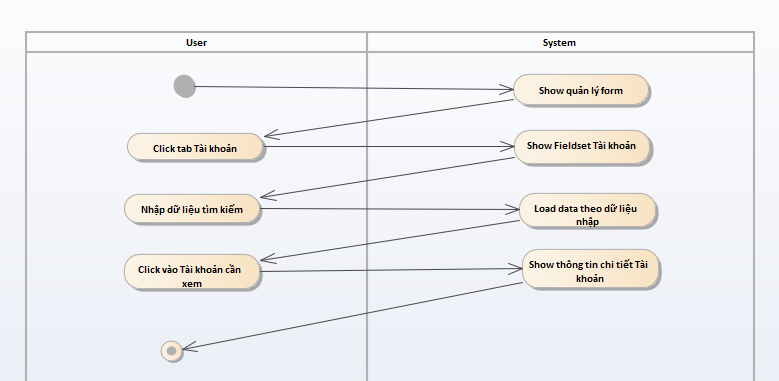 User
System
Show quản lý form
Click tab Tài khoản
Show Fieldset Tài khoản
Nhập dữ liệu tìm kiếm
Load data theo dữ liệu
nhập
Click vào Tài khoản cần
xem
Show thông tin chi tiết Tài
khoản